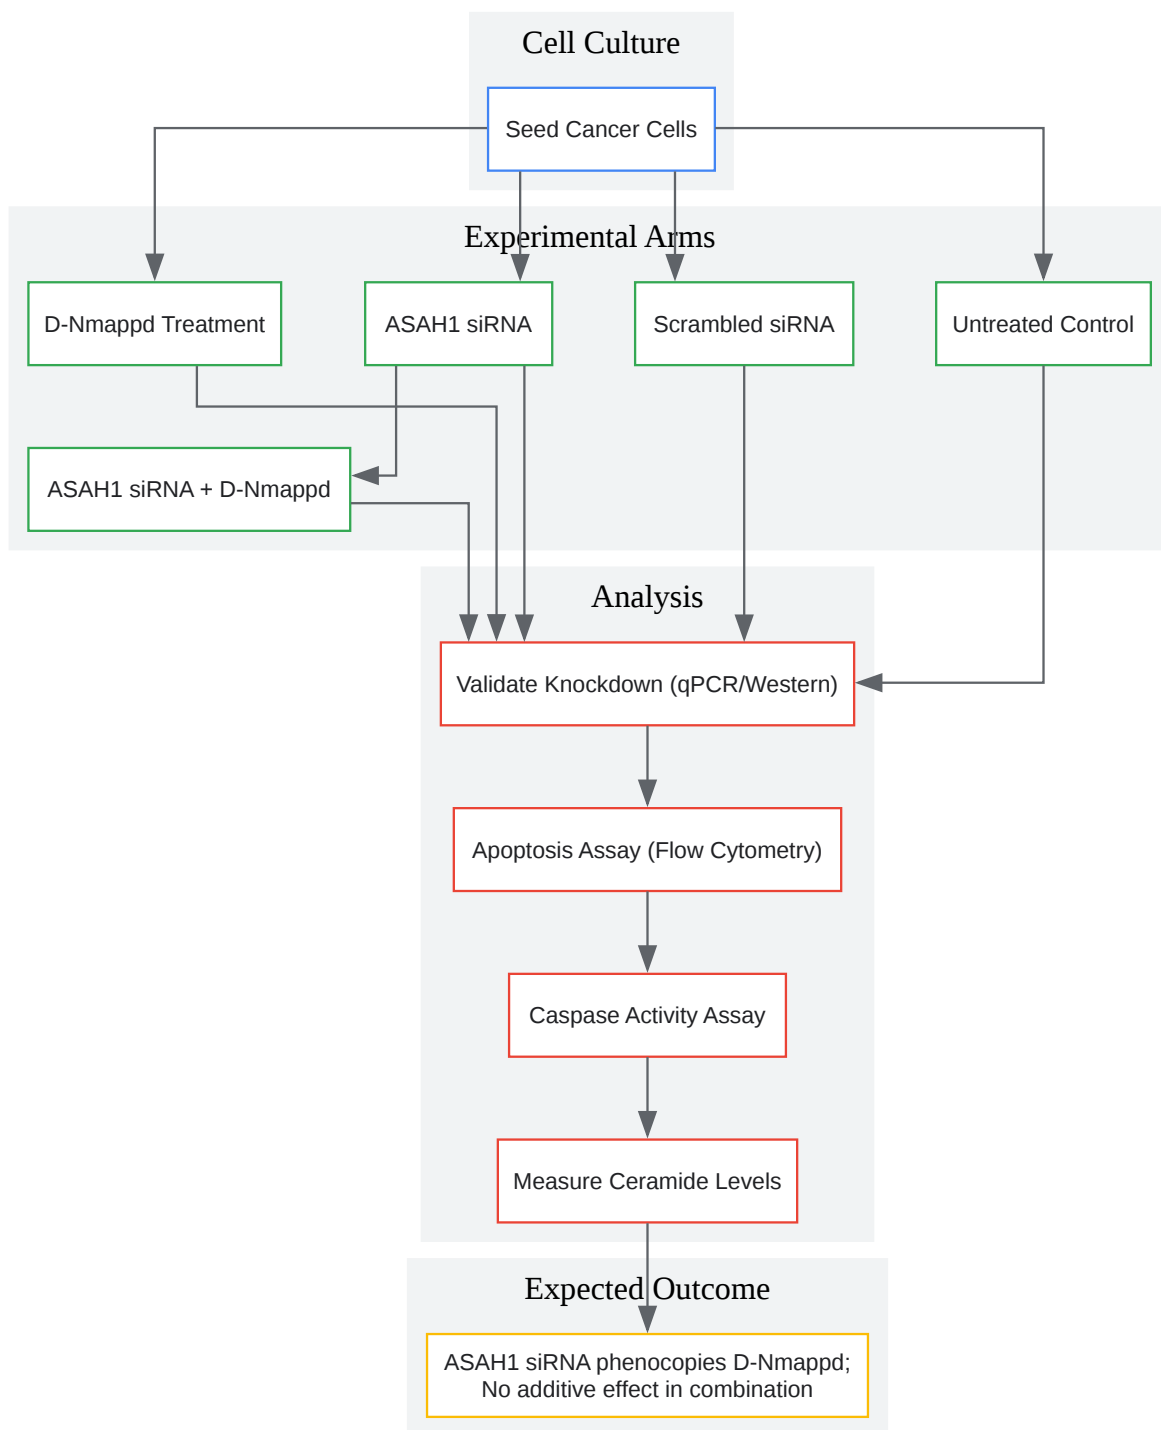 Cell Culture
Seed Cancer Cells
Experimental Arms
D-Nmappd Treatment
ASAH1 siRNA
Scrambled siRNA
Untreated Control
ASAH1 siRNA + D-Nmappd
Analysis
Validate Knockdown (qPCR/Western)
Apoptosis Assay (Flow Cytometry)
Caspase Activity Assay
Measure Ceramide Levels
Expected Outcome
ASAH1 siRNA phenocopies D-Nmappd;
No additive effect in combination